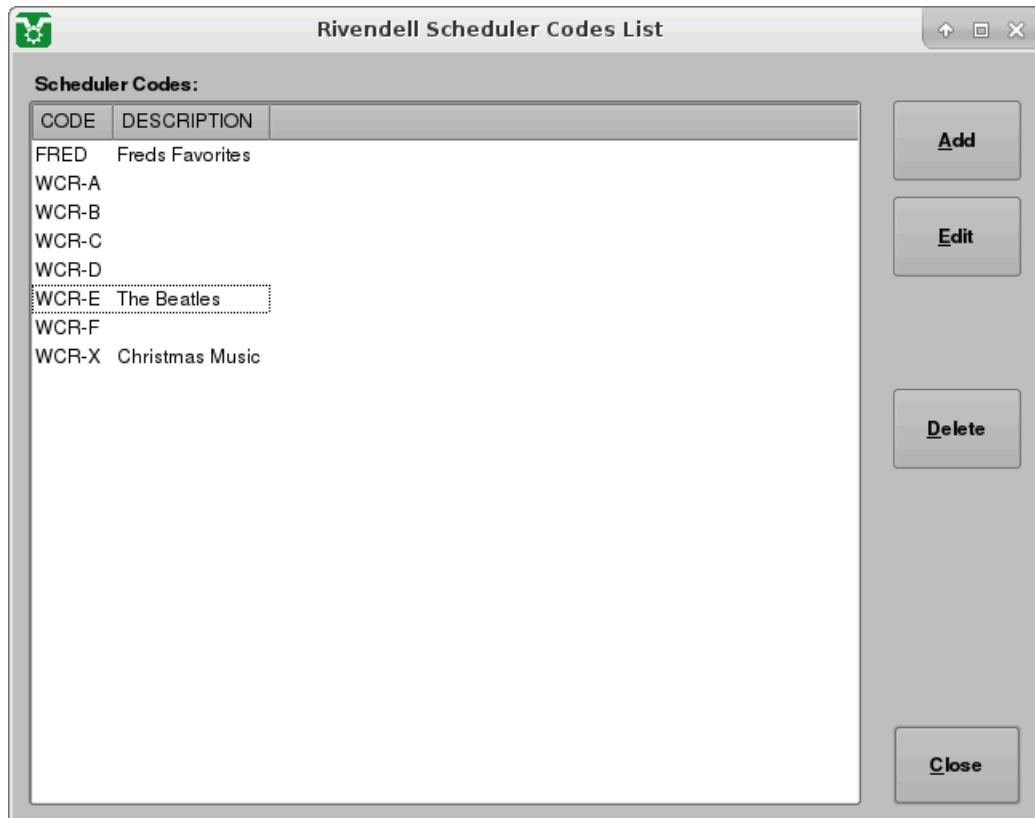 Rivendell Scheduler Codes List
Scheduler Codes:
CODE DESCRIPTION
FRED Freds Favorites
WCR-A
WCR-B
WCR-C
WCR-D
WCR-E The Beatles
WCR-F
WCR-X Christmas Music
Add
Edit
Delete
Close